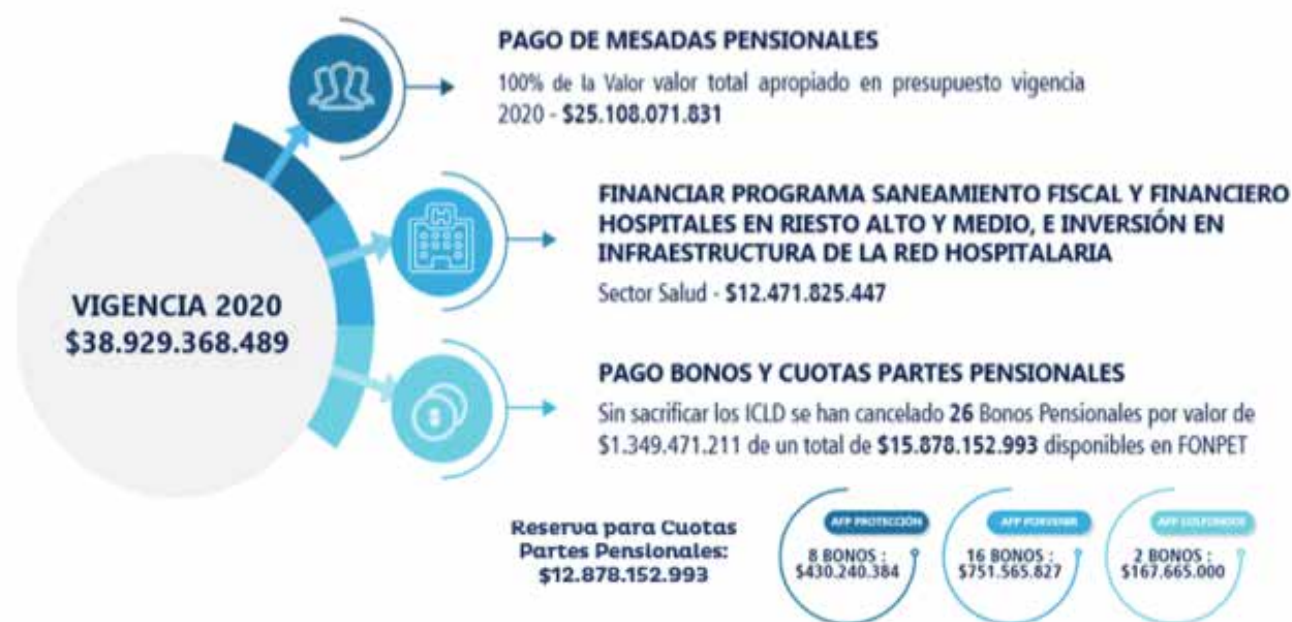 PAGO DE MESADAS PENSIONALES
100% de la Valor valor total apropiado en presupuesto vigencia
2020 - $25.108.071.831
FINANCIAR PROGRAMA SANEAMIENTO FISCAL Y FINANCIERO
HOSPITALES EN RIESTO ALTO Y MEDIO, E INVERSIÓN EN
INFRAESTRUCTURA DE LA RED HOSPITALARIA
Sector Salud - $12.471.825.447
VIGENCIA 2020
$38.929.368.489
PAGO BONOS Y CUOTAS PARTES PENSIONALES
Sin sacrificar los ICLD se han cancelado 26 Bonos Pensionales por valor de
$1.349.471.211 de un total de $15.878.152.993 disponibles en FONPET
Reserva para Cuotas
Partes Pensionales:
$12.878.152.993
AFP PROTECCIÓN
8 BONOS :
$430.240.384
AFP PORVENIR
16 BONOS :
$751.565.827
AFP COLFONDOS
2 BONOS :
$167.665.000